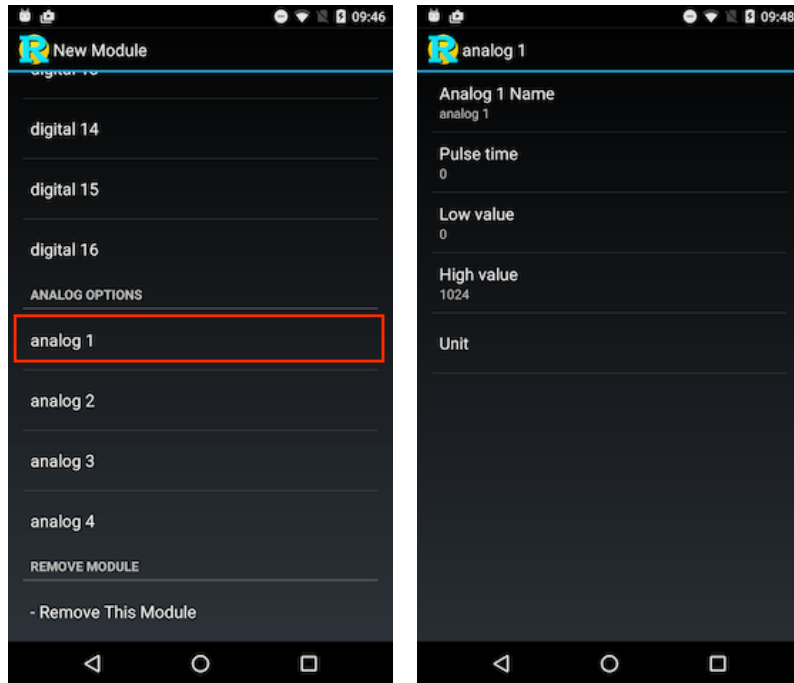 09:46
New Module
digital 14
digital 15
digital 16
ANALOG OPTIONS
analog 1
analog 2
analog 3
analog 4
REMOVE MODULE
- Remove This Module
09:48
analog 1
Analog 1 Name
analog 1
Pulse time
0
Low value
0
High value
1024
Unit